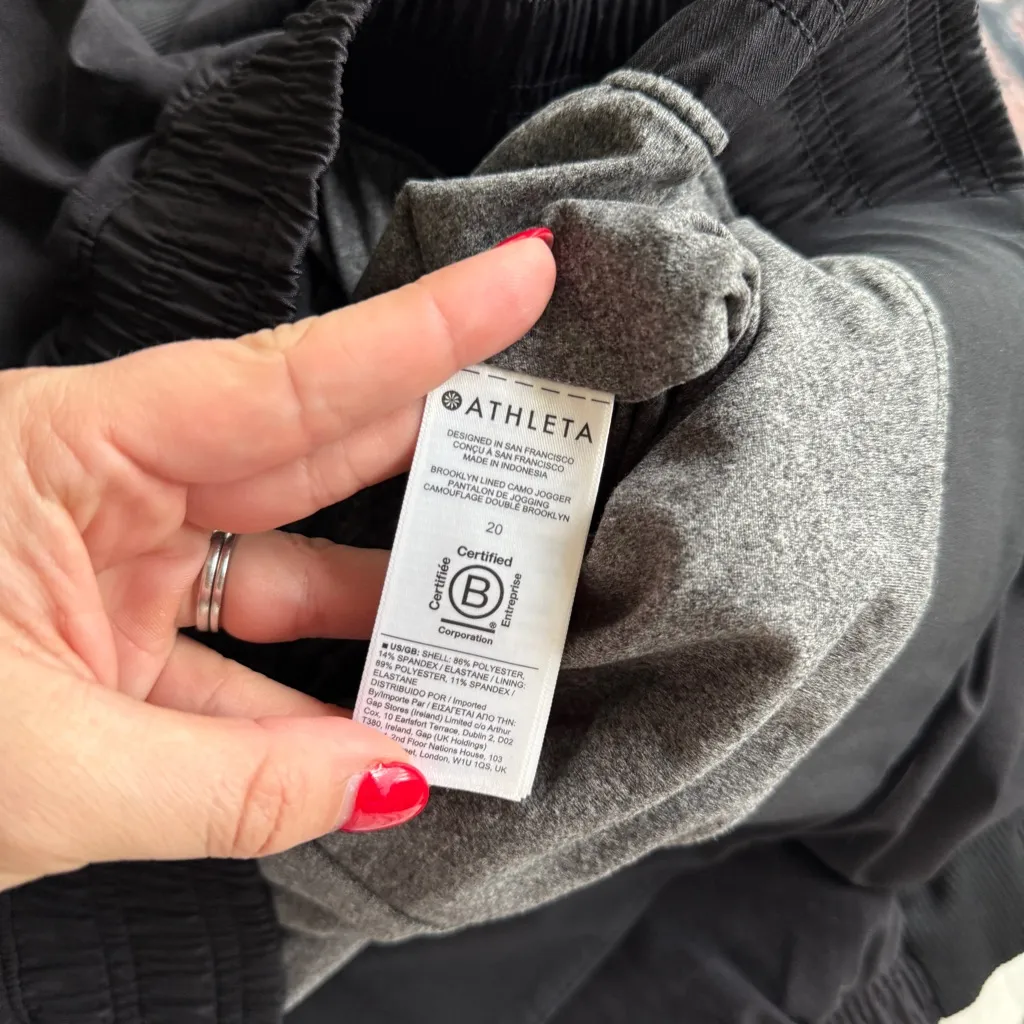 ATHLETA
DESIGNED IN SAN FRANCISCO
CONÇU À SAN FRANCISCO
MADE IN INDONESIA
BROOKLYN LINED CAMO JOGGER
PANTALON DE JOGGING
CAMOUFLAGE DOUBLÉ BROOKLYN
20
Certified
Certifiée
B
Entreprise
®
Corporation
■ US/GB: SHELL: 86% POLYESTER,
14% SPANDEX / ELASTANE / LINING:
89% POLYESTER, 11% SPANDEX /
ELASTANE
DISTRIBUIDO POR / Imported
By/Importe Par / ΕΙΣΑΓΕΤΑΙ ΑΠΟ ΤΗΝ:
Gap Stores (Ireland) Limited c/o Arthur
Cox, 10 Earlsfort Terrace, Dublin 2, D02
T380, Ireland, Gap (UK Holdings)
2nd Floor Nations House, 103
London, W1U 1QS, UK